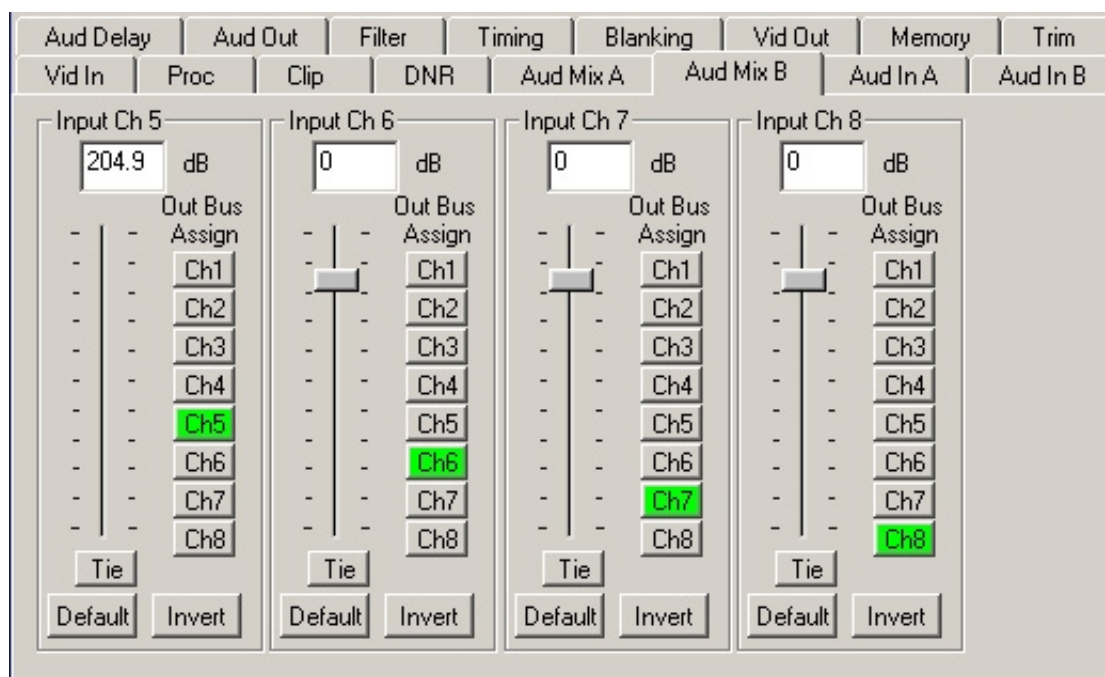 Aud Delay Aud Out Filter Timing Blanking Vid Out Memory Trim
Vid In Proc Clip DNR Aud Mix A Aud Mix B Aud In A Aud In B
Input Ch 5
204.9 dB
Out Bus
Assign
Ch1
Ch2
Ch3
Ch4
Ch5
Ch6
Ch7
Ch8
Tie
Default Invert
Input Ch 6
0 dB
Out Bus
Assign
Ch1
Ch2
Ch3
Ch4
Ch5
Ch6
Ch7
Ch8
Tie
Default Invert
Input Ch 7
0 dB
Out Bus
Assign
Ch1
Ch2
Ch3
Ch4
Ch5
Ch6
Ch7
Ch8
Tie
Default Invert
Input Ch 8
0 dB
Out Bus
Assign
Ch1
Ch2
Ch3
Ch4
Ch5
Ch6
Ch7
Ch8
Tie
Default Invert